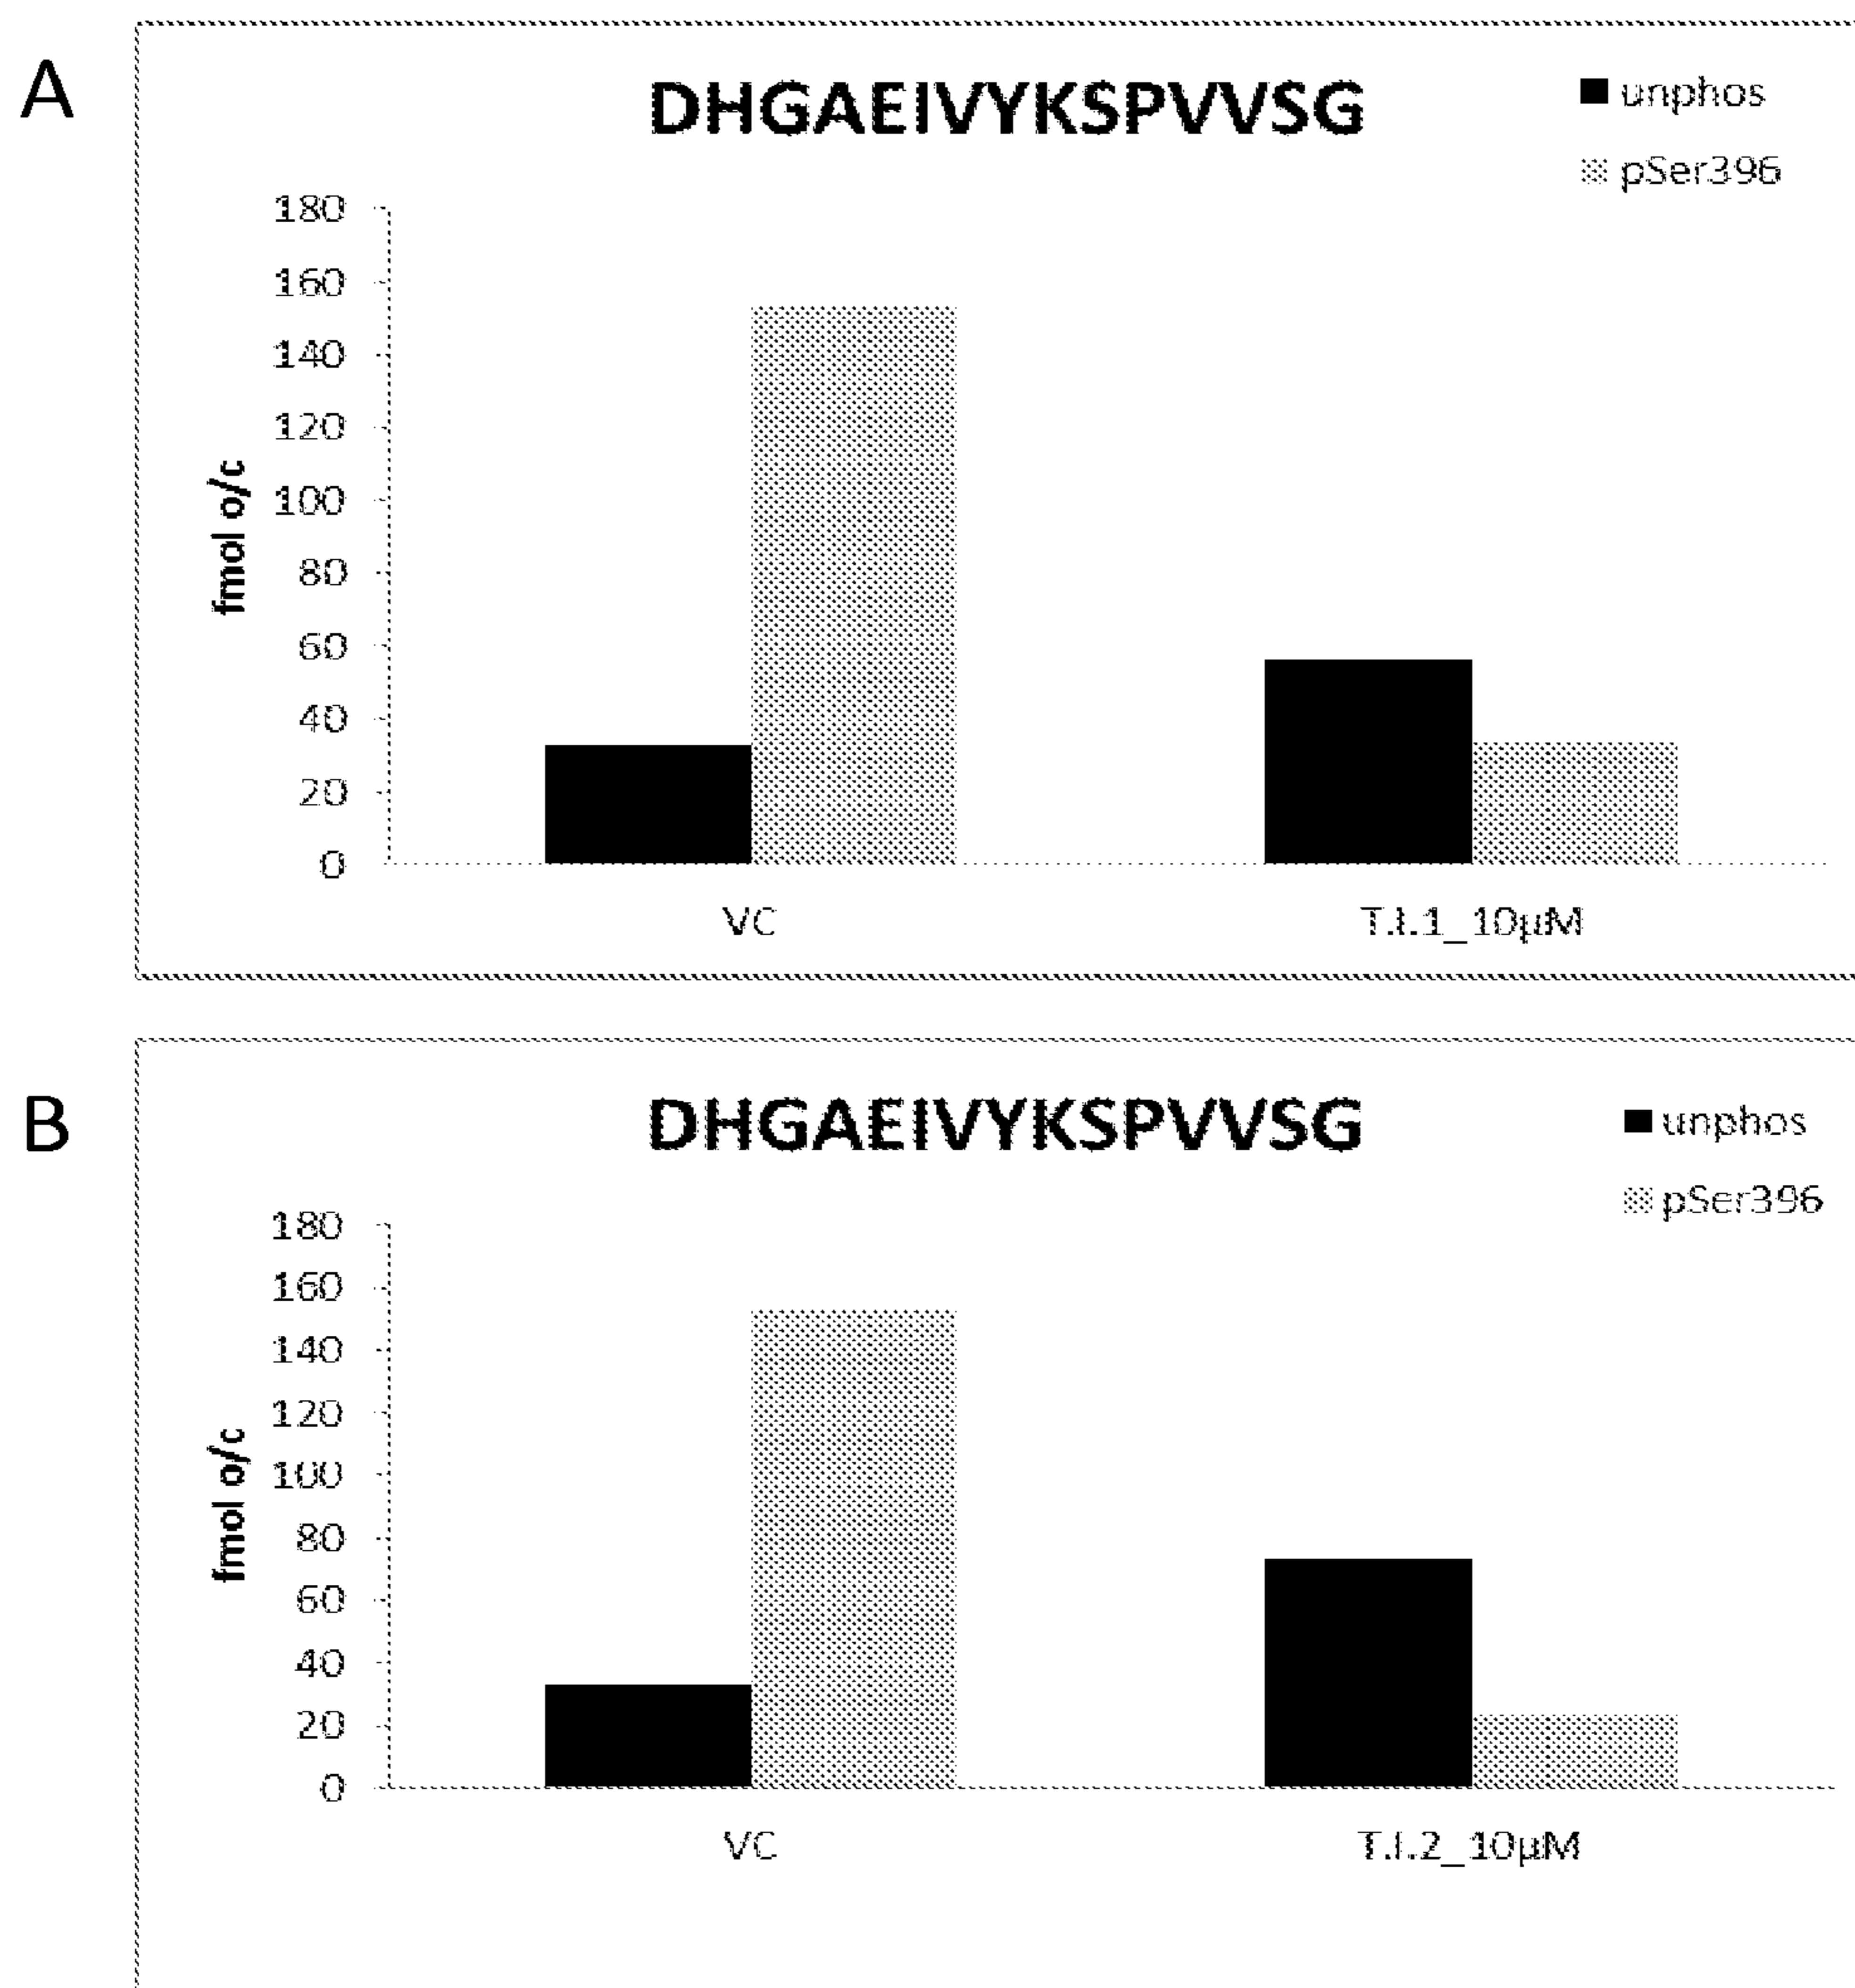 A
DHGAEIVYKSPVVSG
unphos
pSer396
180
160
140
120
100
80
60
40
20
0
fmol o/c
VC
T.I.1_10µM
B
DHGAEIVYKSPVVSG
unphos
pSer396
180
160
140
120
100
80
60
40
20
0
fmol o/c
VC
T.I.2_10µM